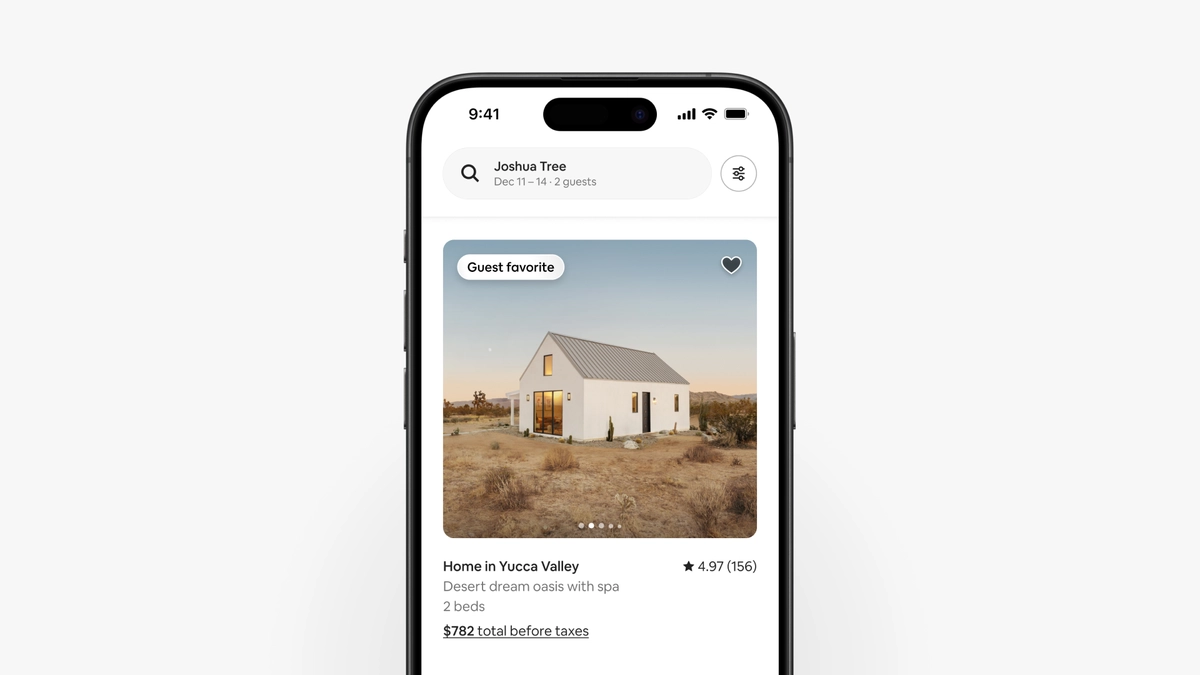 9:41
Joshua Tree
Dec 11 – 14 · 2 guests
Guest favorite
Home in Yucca Valley
4.97 (156)
Desert dream oasis with spa
2 beds
$782 total before taxes